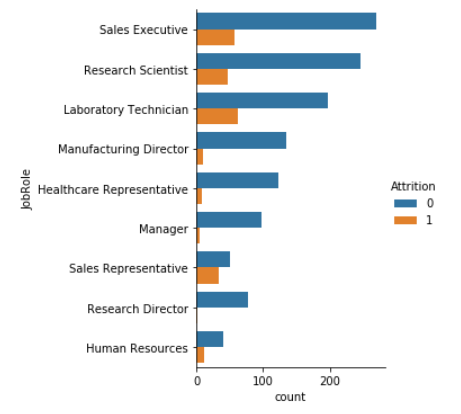 Sales Executive
Research Scientist
Laboratory Technician
Manufacturing Director
Healthcare Representative
Manager
Sales Representative
Research Director
Human Resources
JobRole
0
100
200
count
Attrition
0
1